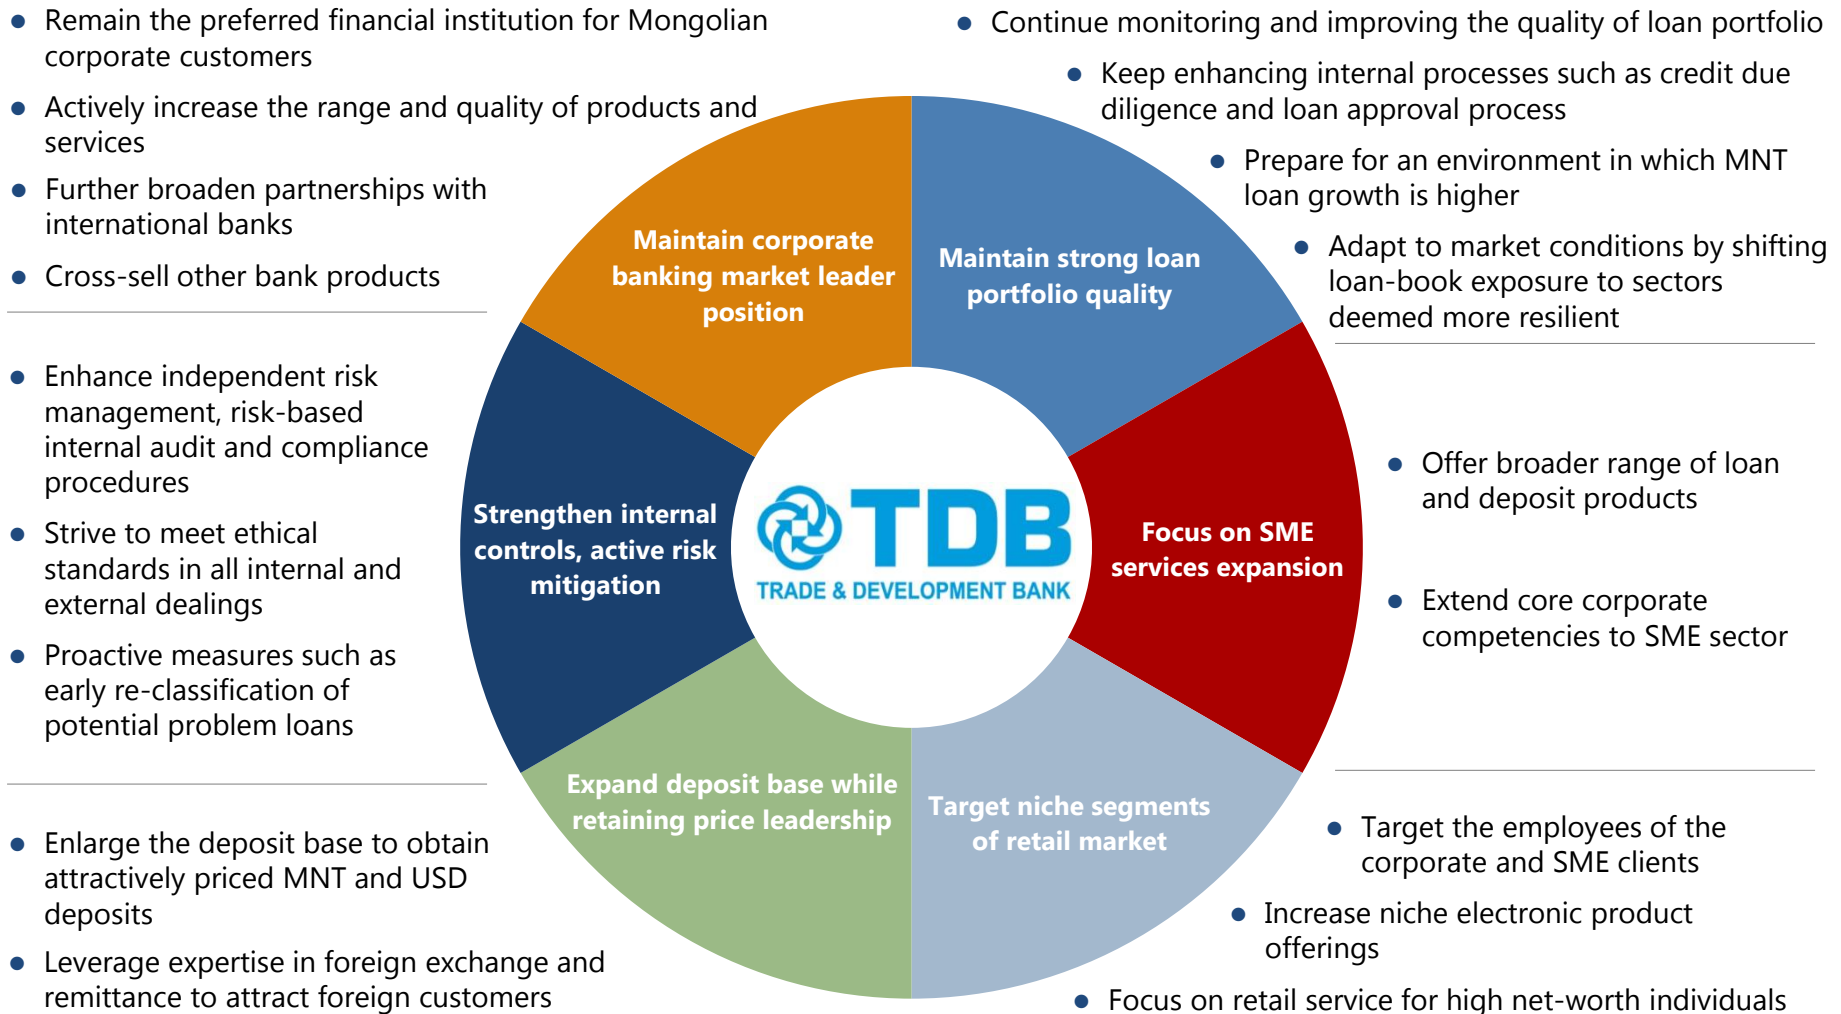 ● Remain the preferred financial institution for Mongolian
corporate customers
● Actively increase the range and quality of products and
services
● Further broaden partnerships with
international banks
● Cross-sell other bank products
● Continue monitoring and improving the quality of loan portfolio
● Keep enhancing internal processes such as credit due
diligence and loan approval process
● Prepare for an environment in which MNT
loan growth is higher
● Adapt to market conditions by shifting
loan-book exposure to sectors
deemed more resilient
Maintain corporate
banking market leader
position
Maintain strong loan
portfolio quality
● Enhance independent risk
management, risk-based
internal audit and compliance
procedures
● Strive to meet ethical
standards in all internal and
external dealings
● Proactive measures such as
early re-classification of
potential problem loans
Strengthen internal
controls, active risk
mitigation
TDB
TRADE & DEVELOPMENT BANK
Focus on SME
services expansion
● Offer broader range of loan
and deposit products
● Extend core corporate
competencies to SME sector
Expand deposit base while
retaining price leadership
Target niche segments
of retail market
● Enlarge the deposit base to obtain
attractively priced MNT and USD
deposits
● Leverage expertise in foreign exchange and
remittance to attract foreign customers
● Target the employees of the
corporate and SME clients
● Increase niche electronic product
offerings
● Focus on retail service for high net-worth individuals